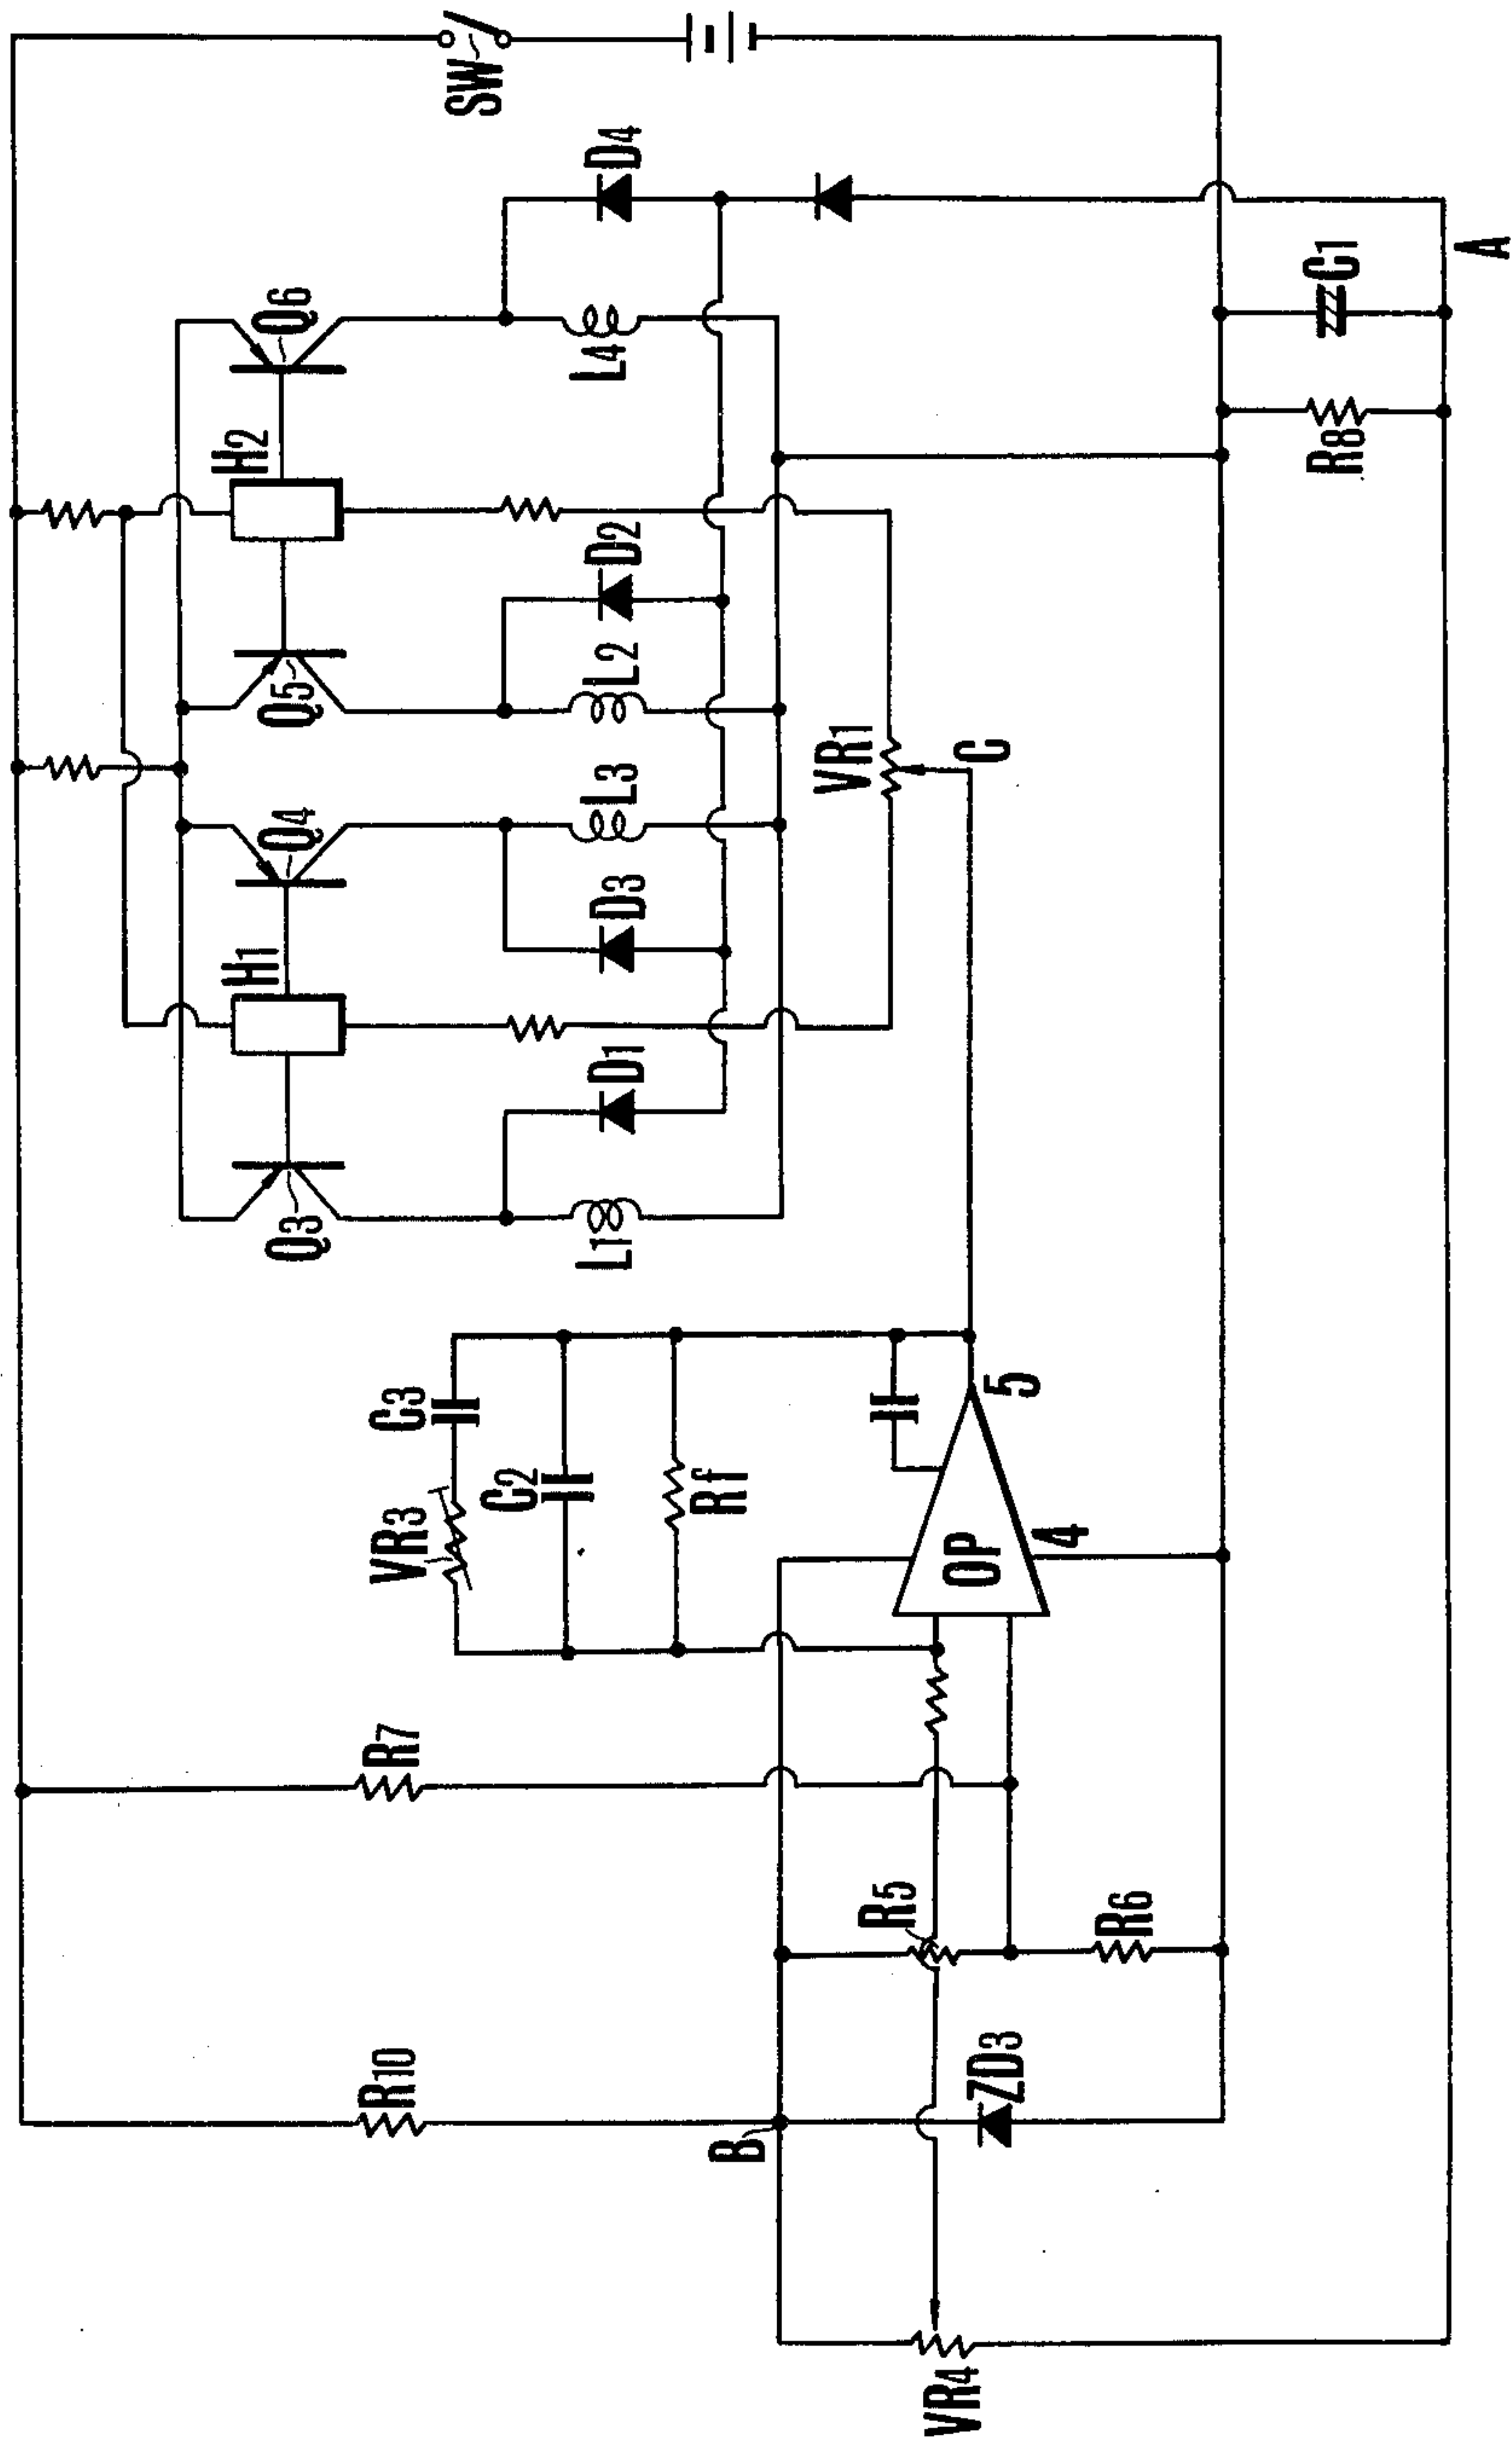 SW
D4
A
Q6
C1
L4
H2
R8
D2
Q5
L2
VR1
C
L3
Q4
D3
H1
D1
Q3
L1
C3
5
C2
VR3
Rf
4
OP
R7
R5
R6
R10
ZD3
B
VR4